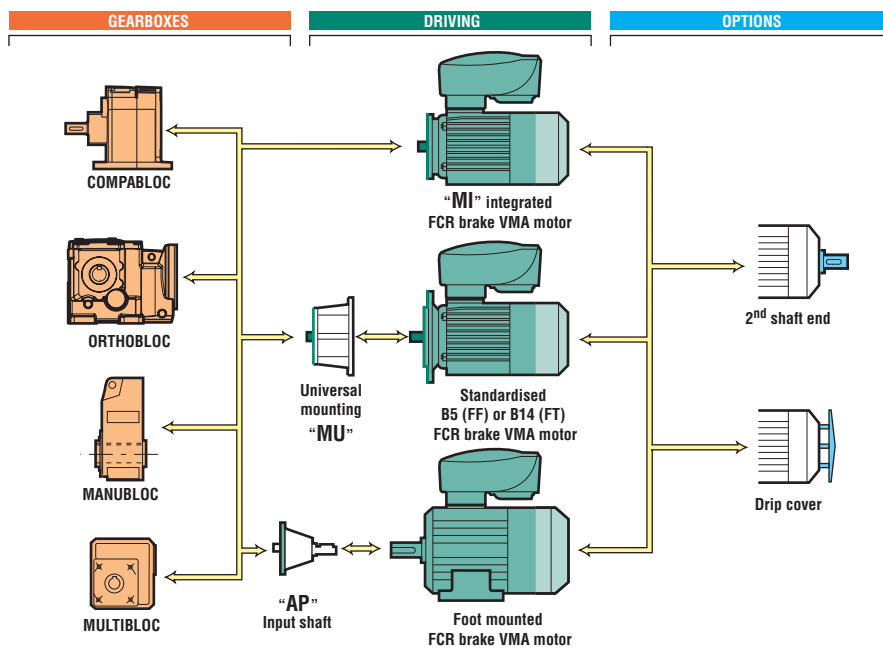 GEARBOXES
DRIVING
OPTIONS
COMPABLOC
ORTHOBLOC
MANUBLOC
MULTIBLOC
Universal
mounting
"MU"
"AP"
Input shaft
"MI" integrated
FCR brake VMA motor
Standardised
B5 (FF) or B14 (FT)
FCR brake VMA motor
Foot mounted
FCR brake VMA motor
2nd shaft end
Drip cover